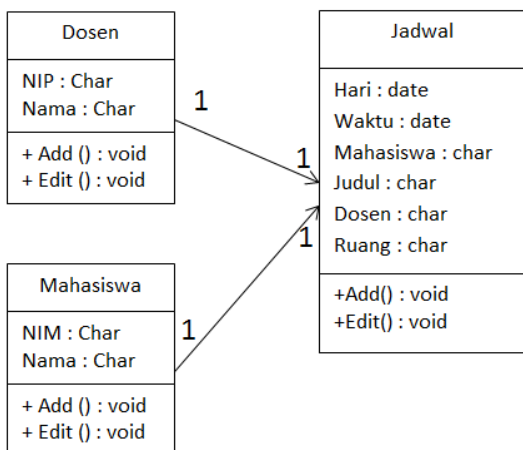 Dosen
NIP : Char
Nama : Char
+ Add () : void
+ Edit () : void
1
1
Jadwal
Hari : date
Waktu : date
Mahasiswa : char
Judul : char
Dosen : char
Ruang : char
+Add() : void
+Edit() : void
Mahasiswa
NIM : Char
Nama : Char
+ Add () : void
+ Edit () : void
1
1